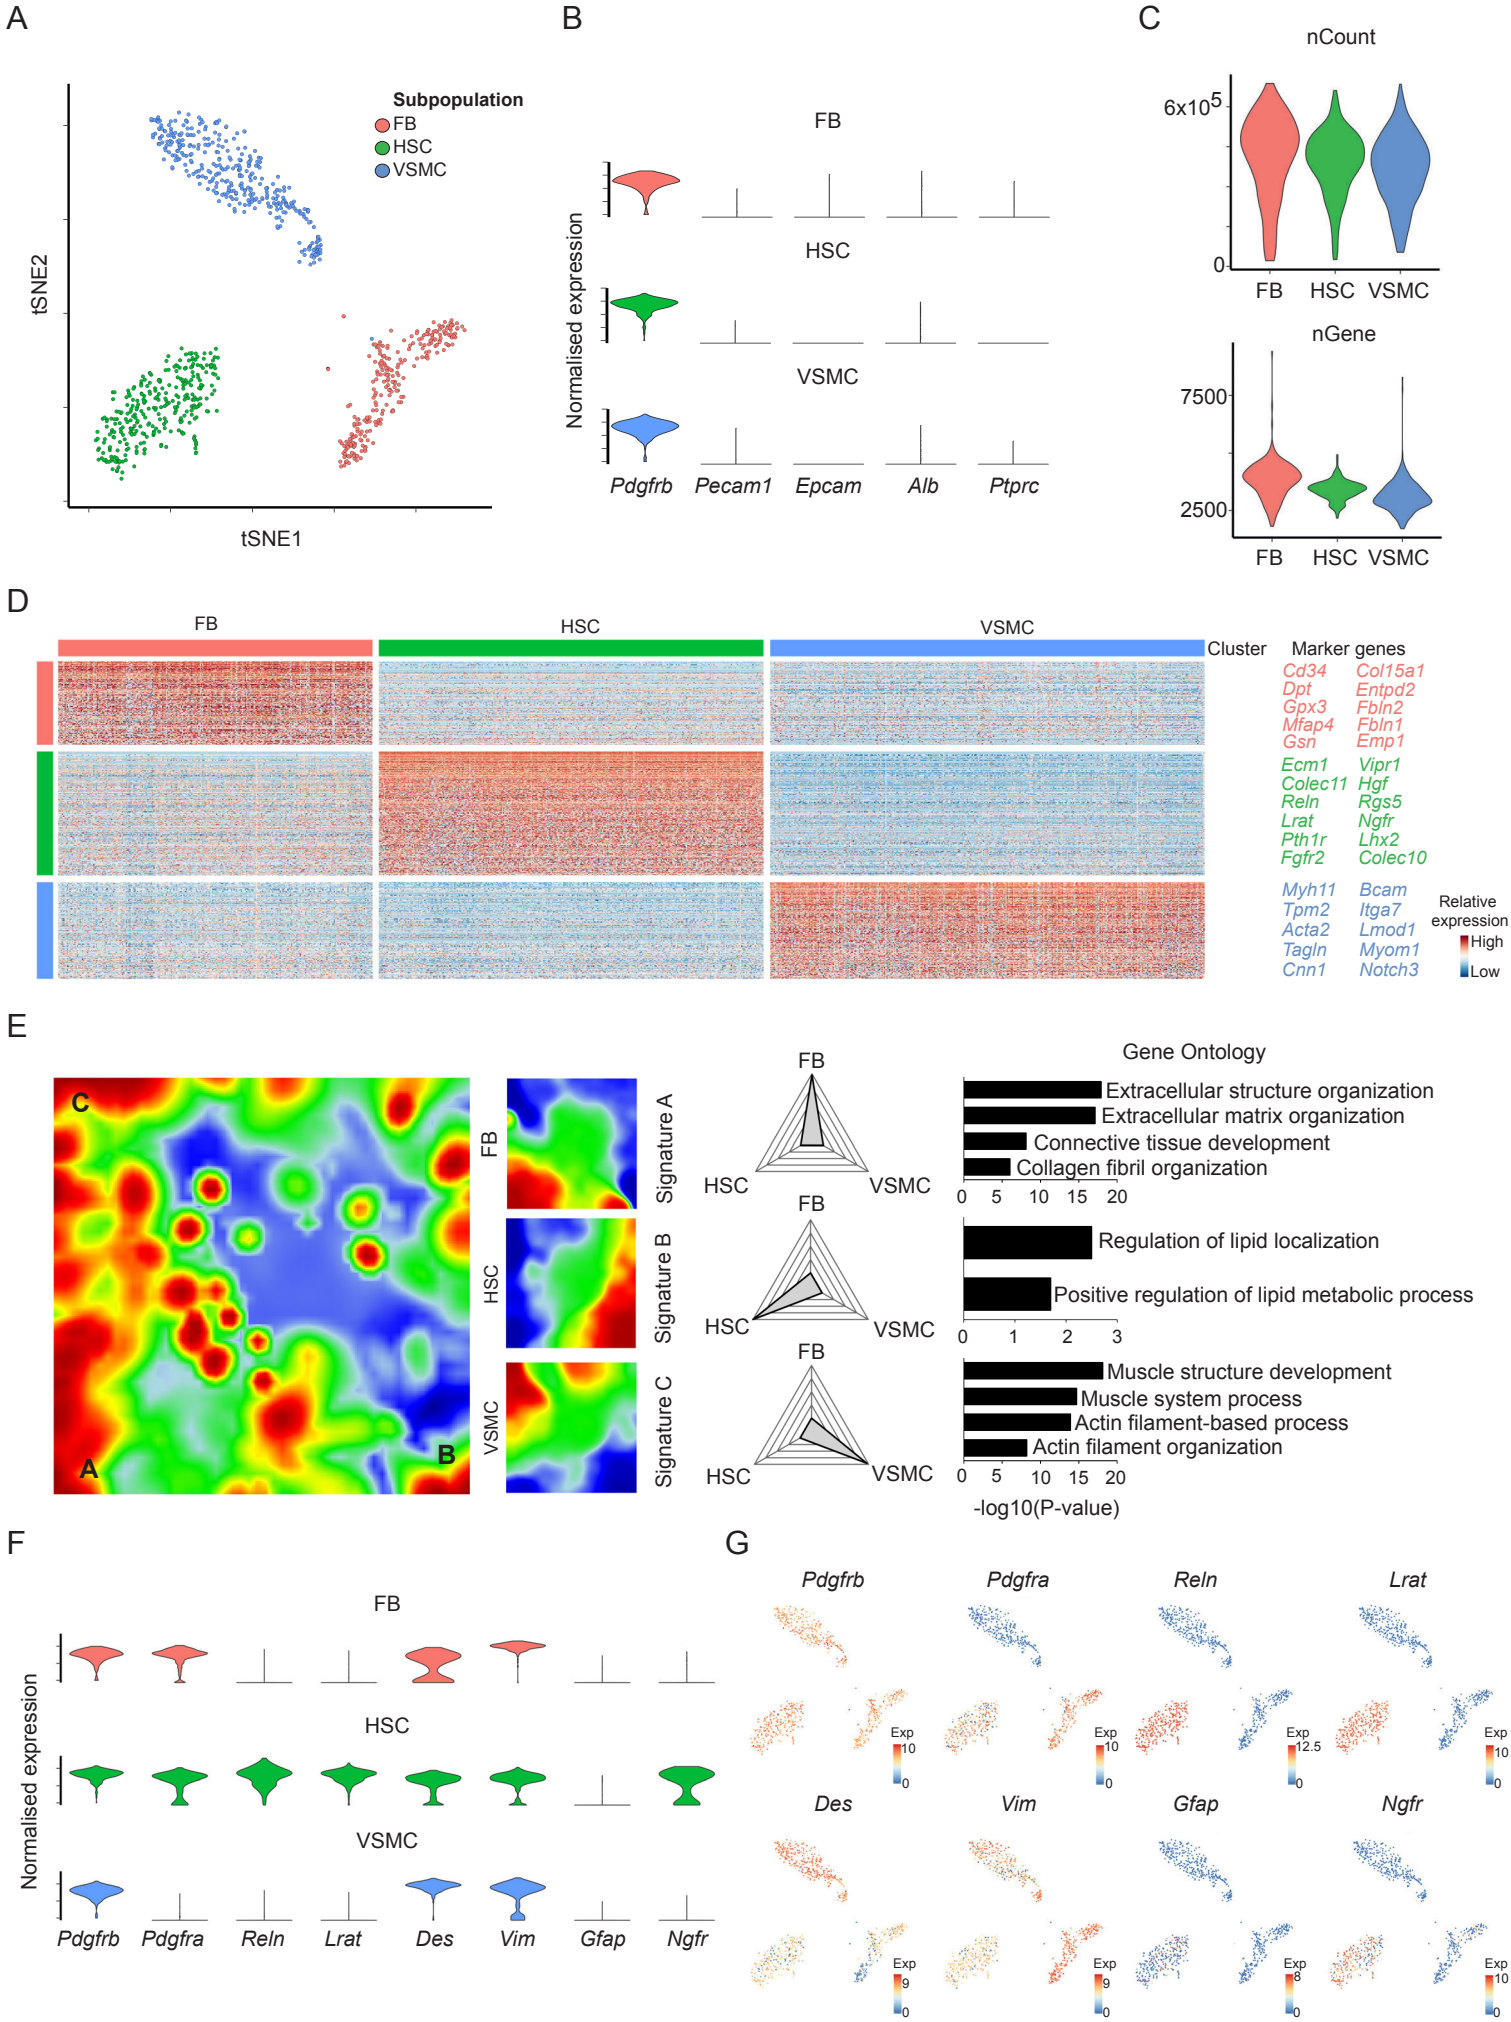 A
Subpopulation
FB
HSC
VSMC
tSNE2
tSNE1
B
Normalised expression
FB
HSC
VSMC
Pdgfrb Pecam1 Epcam Alb Ptprc
C
nCount
6x10⁵
0
FB HSC VSMC
nGene
7500
2500
FB HSC VSMC
D
FB HSC VSMC
Cluster Marker genes
Cd34 Col15a1
Dpt Entpd2
Gpx3 Fbln2
Mfap4 Fbln1
Gsn Emp1
Ecm1 Vipr1
Colec11 Hgf
Reln Rgs5
Lrat Ngfr
Pth1r Lhx2
Fgfr2 Colec10
Myh11 Bcam
Tpm2 Itga7
Acta2 Lmod1
Tagln Myom1
Cnn1 Notch3
Relative
expression
High
Low
E
C
A
B
FB
HSC
VSMC
Signature A
Signature B
Signature C
FB
HSC VSMC
FB
HSC VSMC
FB
HSC VSMC
Gene Ontology
Extracellular structure organization
Extracellular matrix organization
Connective tissue development
Collagen fibril organization
0 5 10 15 20
Regulation of lipid localization
Positive regulation of lipid metabolic process
0 1 2 3
Muscle structure development
Muscle system process
Actin filament-based process
Actin filament organization
0 5 10 15 20
-log10(P-value)
F
Normalised expression
FB
HSC
VSMC
Pdgfrb Pdgfra Reln Lrat Des Vim Gfap Ngfr
G
Pdgfrb Pdgfra Reln Lrat
Exp Exp Exp Exp
10 10 12.5 10
0 0 0 0
Des Vim Gfap Ngfr
Exp Exp Exp Exp
9 9 8 10
0 0 0 0